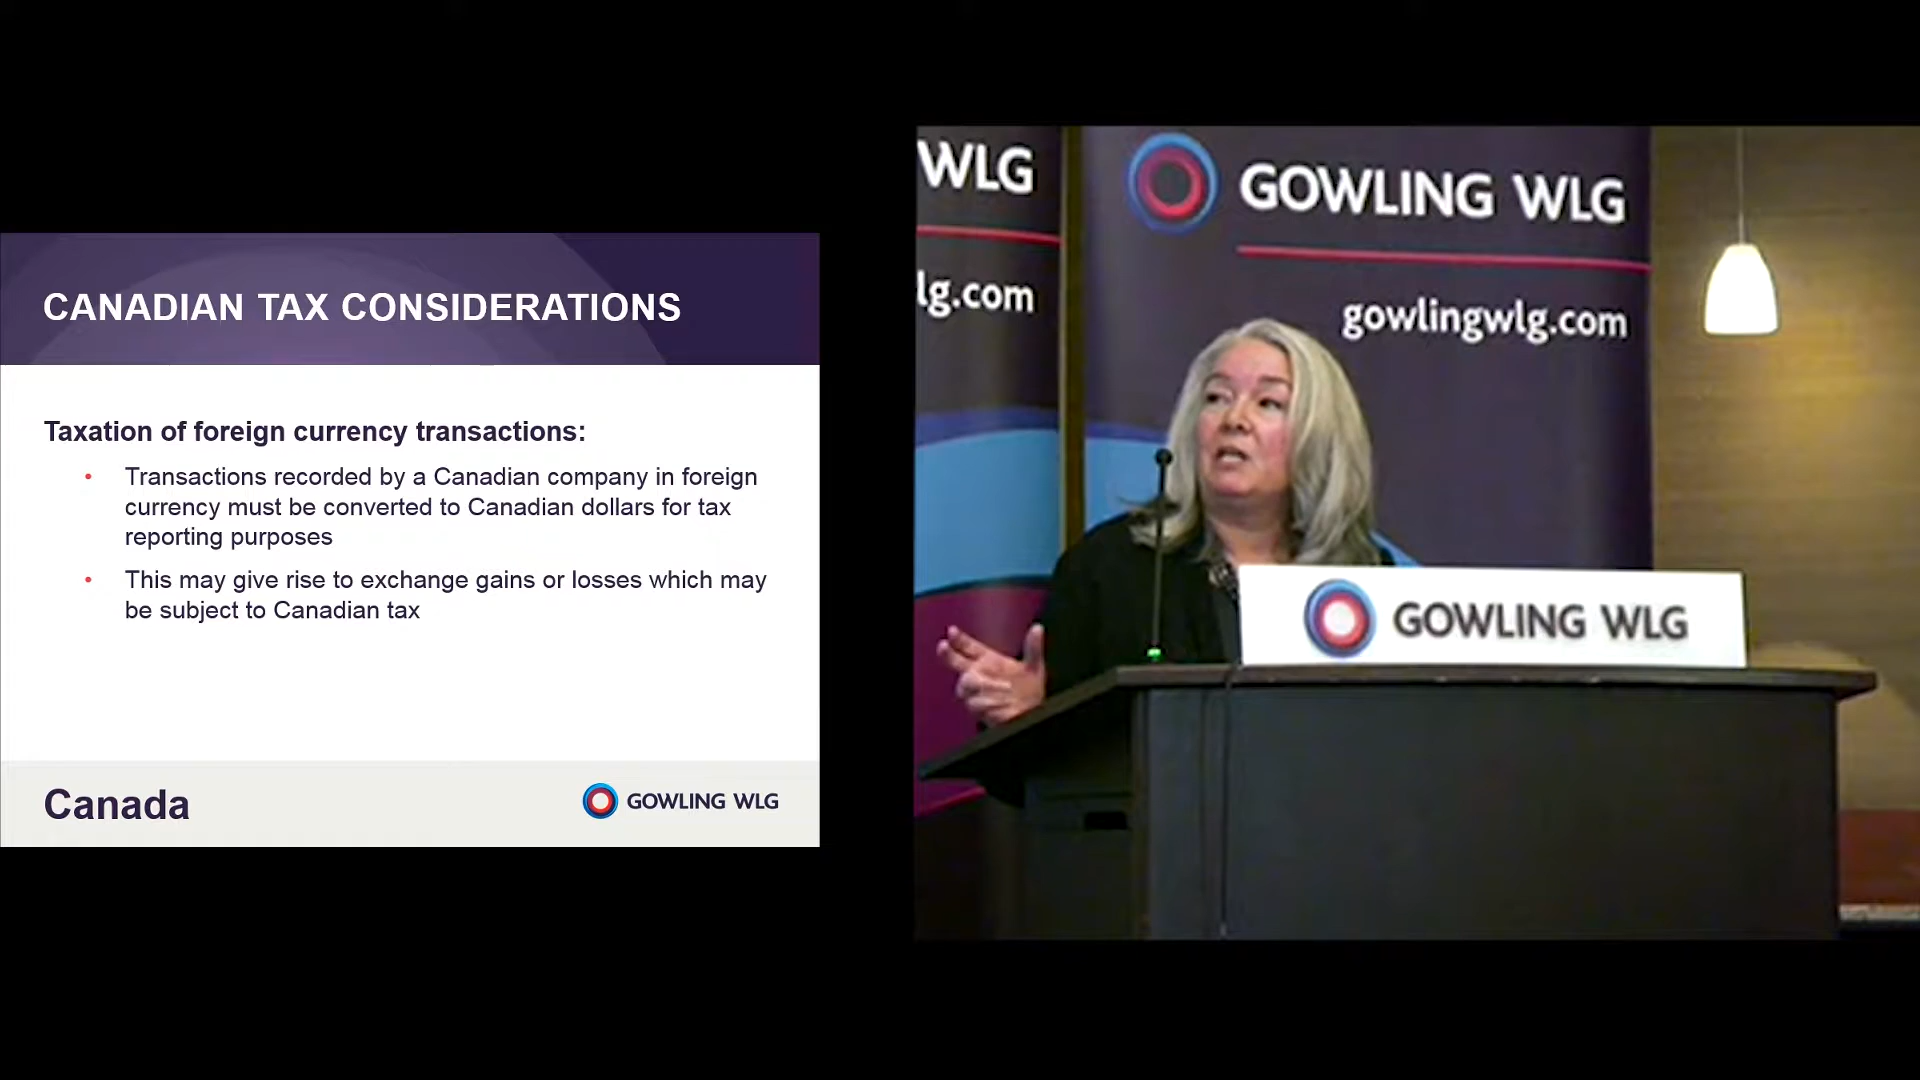 CANADIAN TAX CONSIDERATIONS
Taxation of foreign currency transactions:
• Transactions recorded by a Canadian company in foreign
currency must be converted to Canadian dollars for tax
reporting purposes
• This may give rise to exchange gains or losses which may
be subject to Canadian tax
Canada
GOWLING WLG
WLG
lg.com
GOWLING WLG
gowlingwlg.com
GOWLING WLG